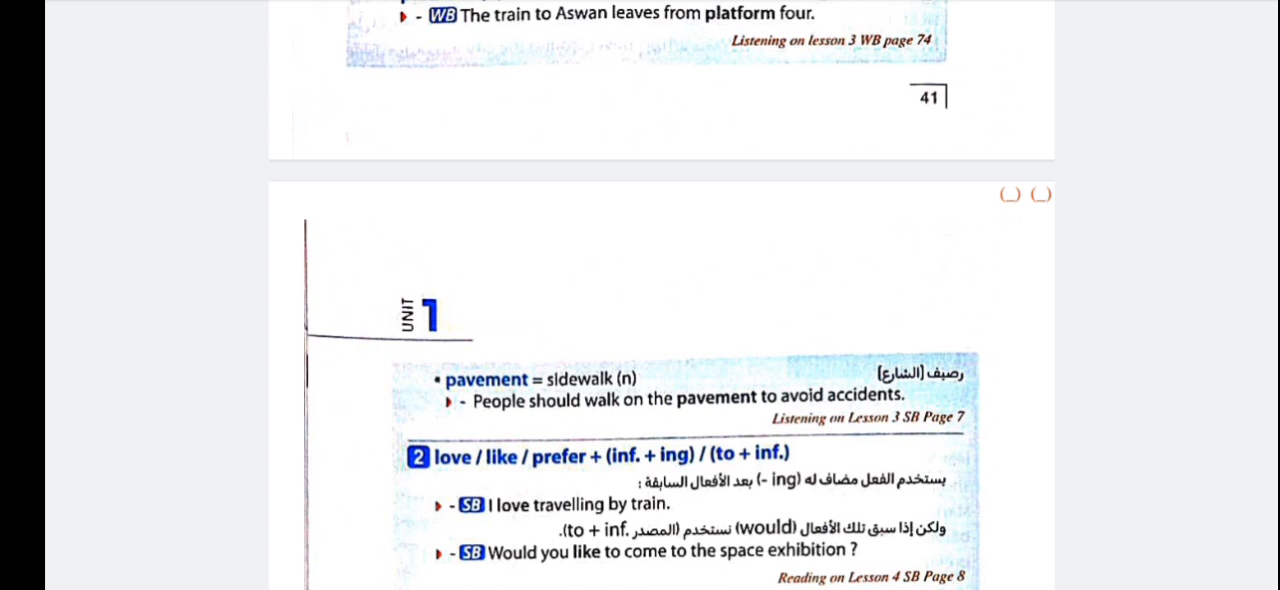 - WB The train to Aswan leaves from platform four.
Listening on lesson 3 WB page 74
41
UNIT 1
• pavement = sidewalk (n) رصيف (الشارع)
- People should walk on the pavement to avoid accidents.
Listening on Lesson 3 SB Page 7
2 love / like / prefer + (inf. + ing) / (to + inf.)
يستخدم الفعل مضاف له (ing -) بعد الأفعال السابقة :
- SB I love travelling by train.
ولكن إذا سبق تلك الأفعال (would) نستخدم (المصدر to + inf.).
- SB Would you like to come to the space exhibition ?
Reading on Lesson 4 SB Page 8